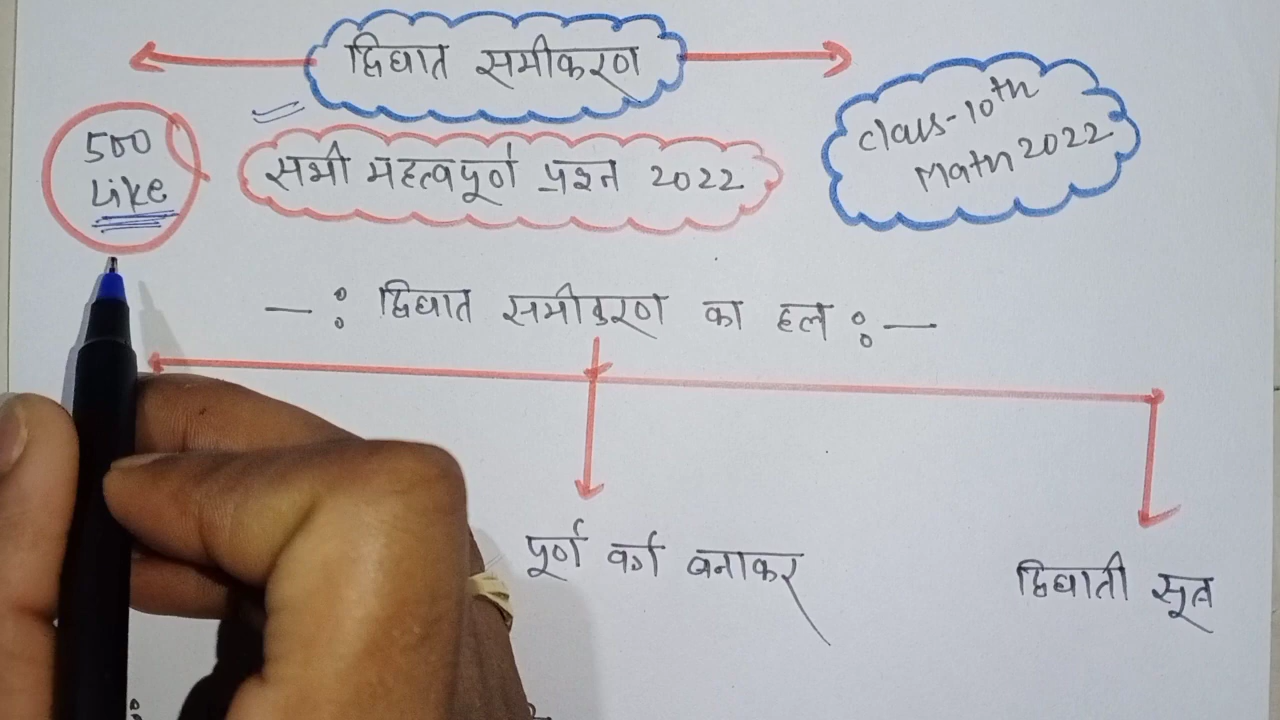 द्विघात समीकरण
500
Like
सभी महत्वपूर्ण प्रश्न 2022
Class-10th
Math 2022
—: द्विघात समीकरण का हल :—
पूर्ण वर्ग बनाकर
द्विघाती सूत्र